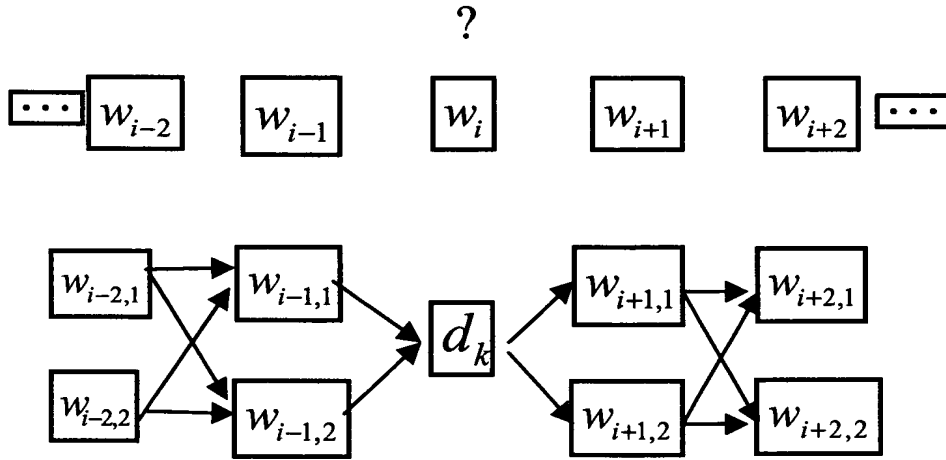 ?
... w_{i-2} w_{i-1} w_i w_{i+1} w_{i+2} ...
w_{i-2,1} w_{i-1,1} w_{i+1,1} w_{i+2,1}
d_k
w_{i-2,2} w_{i-1,2} w_{i+1,2} w_{i+2,2}